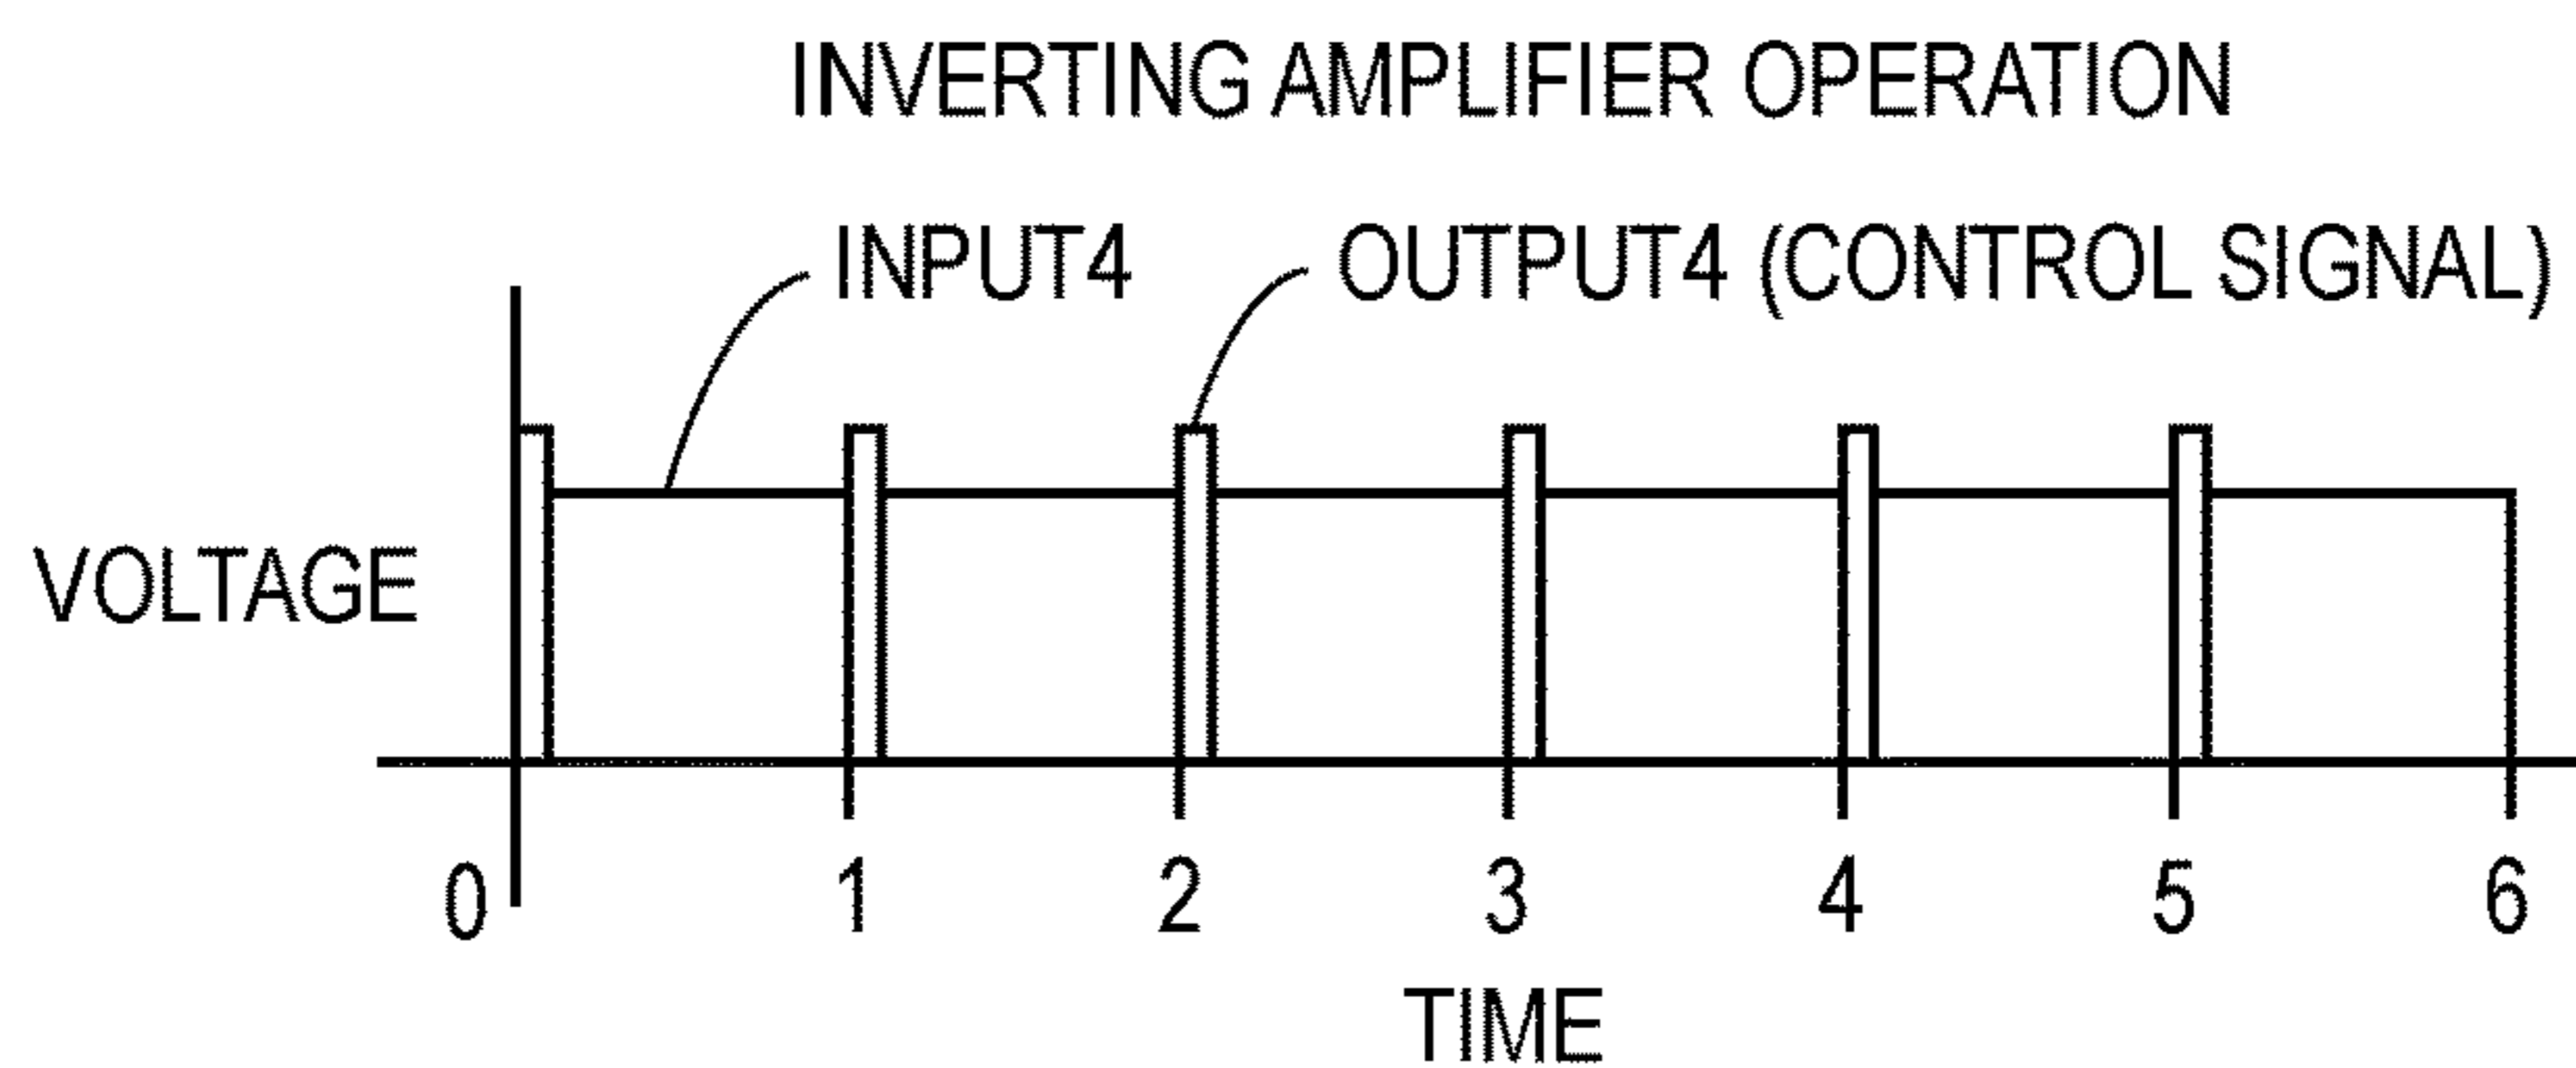 INVERTING AMPLIFIER OPERATION
INPUT4 OUTPUT4 (CONTROL SIGNAL)
VOLTAGE
0 1 2 3 4 5 6
TIME